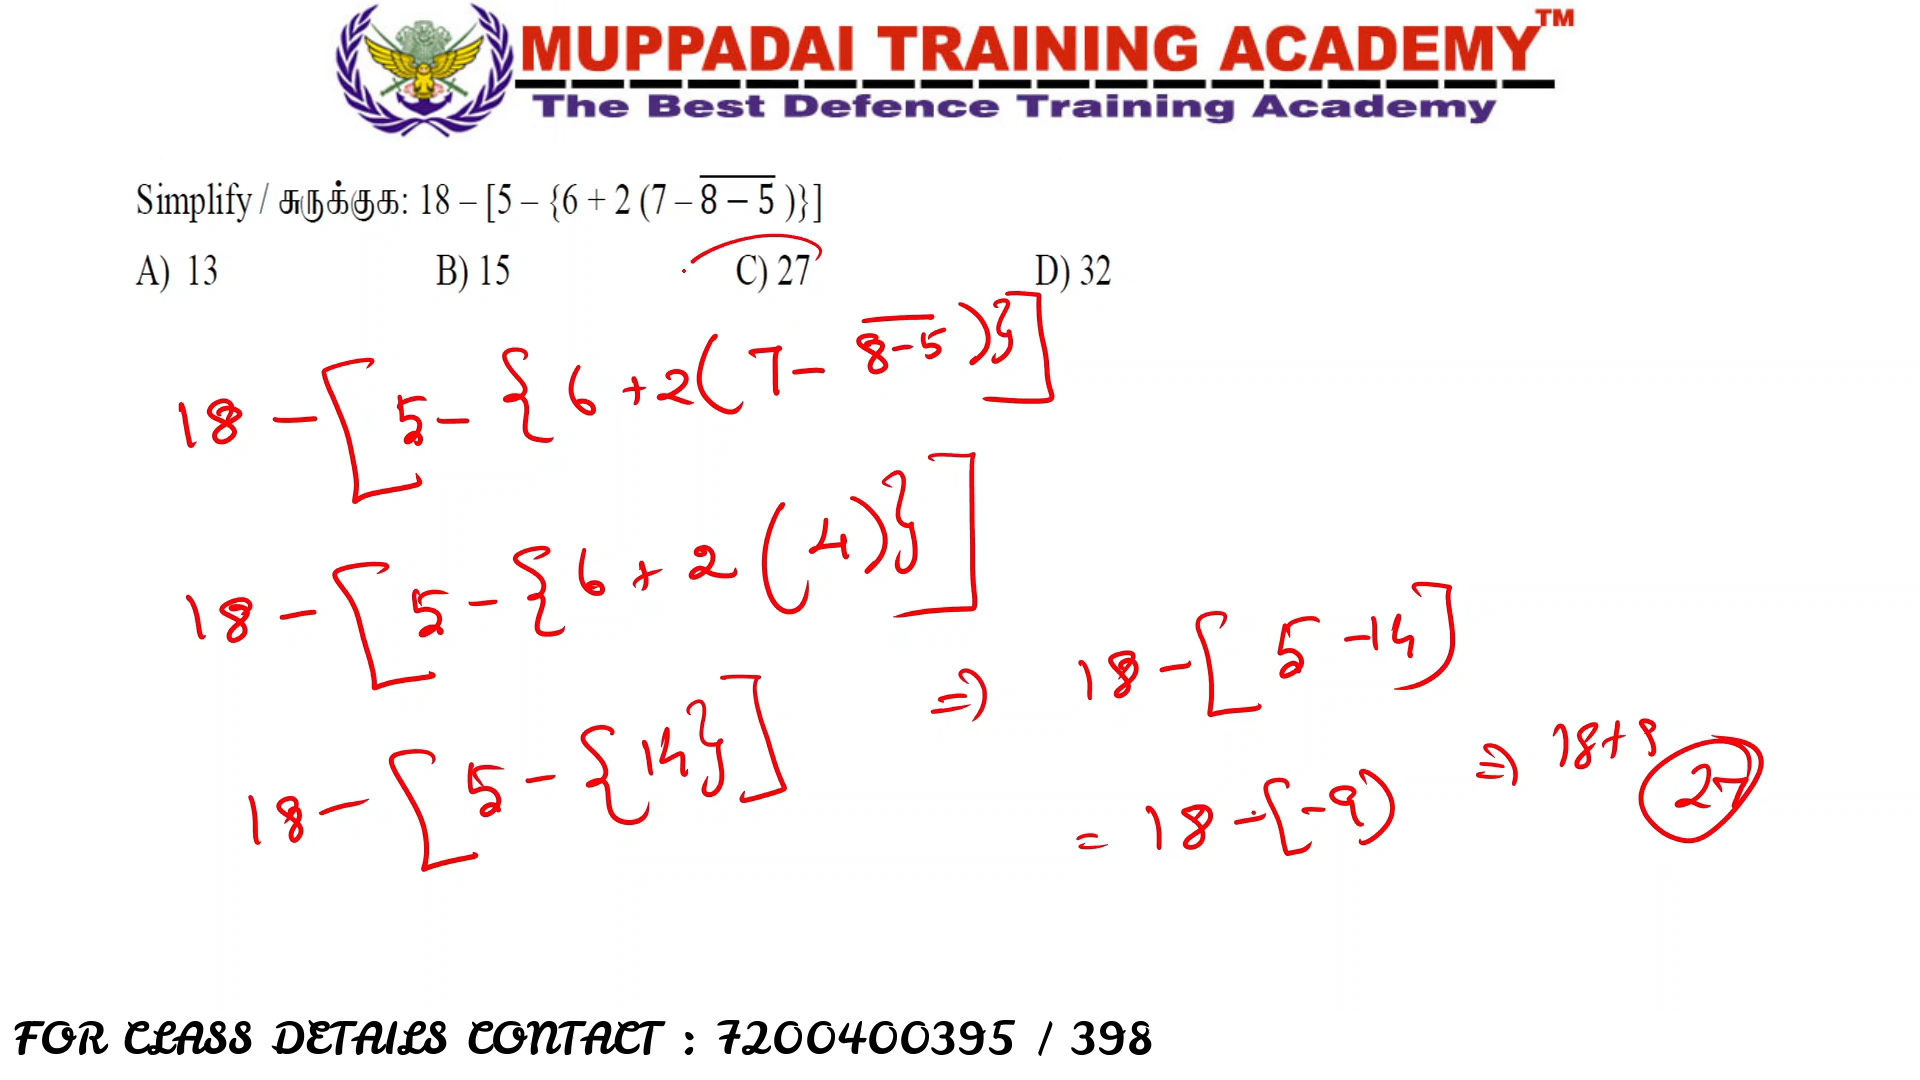 MUPPADAI TRAINING ACADEMY™
The Best Defence Training Academy
Simplify / சுருக்குக: 18 – [5 – {6 + 2 (7 – 8̅ ̅–̅ ̅5̅ )}]
A) 13 B) 15 C) 27 D) 32
18 - [5 - {6 + 2(7 - 8̅-̅5̅)}]
18 - [5 - {6 + 2(4)}]
18 - [5 - {14}]
=> 18 - [5 - 14]
= 18 - [-9)
=> 18 + 9
27
FOR CLASS DETAILS CONTACT : 7200400395 / 398